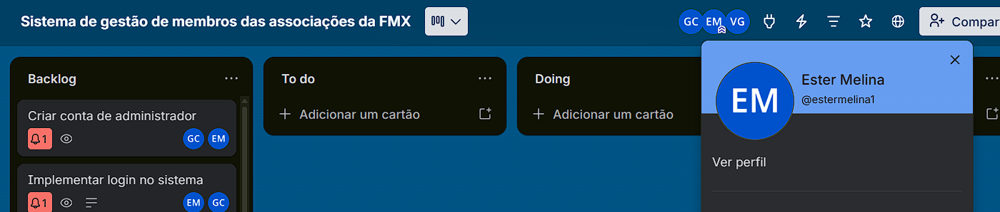 Sistema de gestão de membros das associações da FMX
GC EM VG
Compar
Backlog
To do
Doing
Ester Melina
@estermelina1
EM
Criar conta de administrador
1
GC EM
Adicionar um cartão
Adicionar um cartão
Ver perfil
Implementar login no sistema
1
EM GC